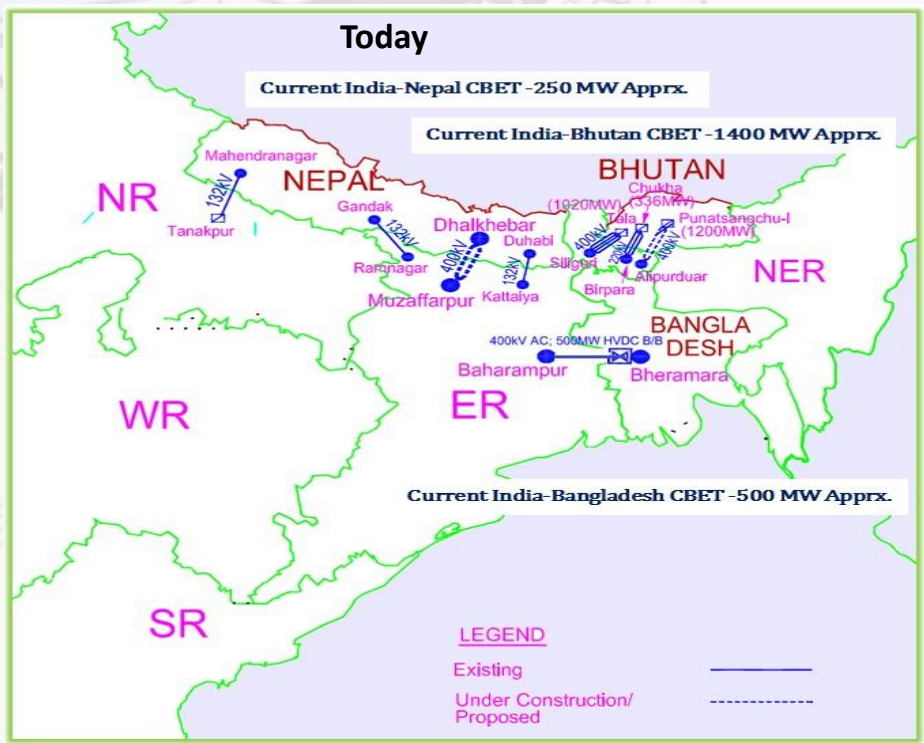 Today
Current India-Nepal CBET -250 MW Apprx.
Current India-Bhutan CBET -1400 MW Apprx.
Mahendranagar
132kV
Tanakpur
NR
NEPAL
Gandak
132kV
Ramnagar
Dhalkhebar
400kV
Muzaffarpur
Duhabi
132kV
Kattaiya
BHUTAN
Chukha
(336MW)
(1020MW)
Tala
Punatsangchu-I
(1200MW)
400kV
220kV
400kV
Siliguri
Birpara
Alipurduar
NER
BANGLA
DESH
400kV AC; 500MW HVDC B/B
Baharampur
Bheramara
WR
ER
Current India-Bangladesh CBET -500 MW Apprx.
SR
LEGEND
Existing
Under Construction/
Proposed